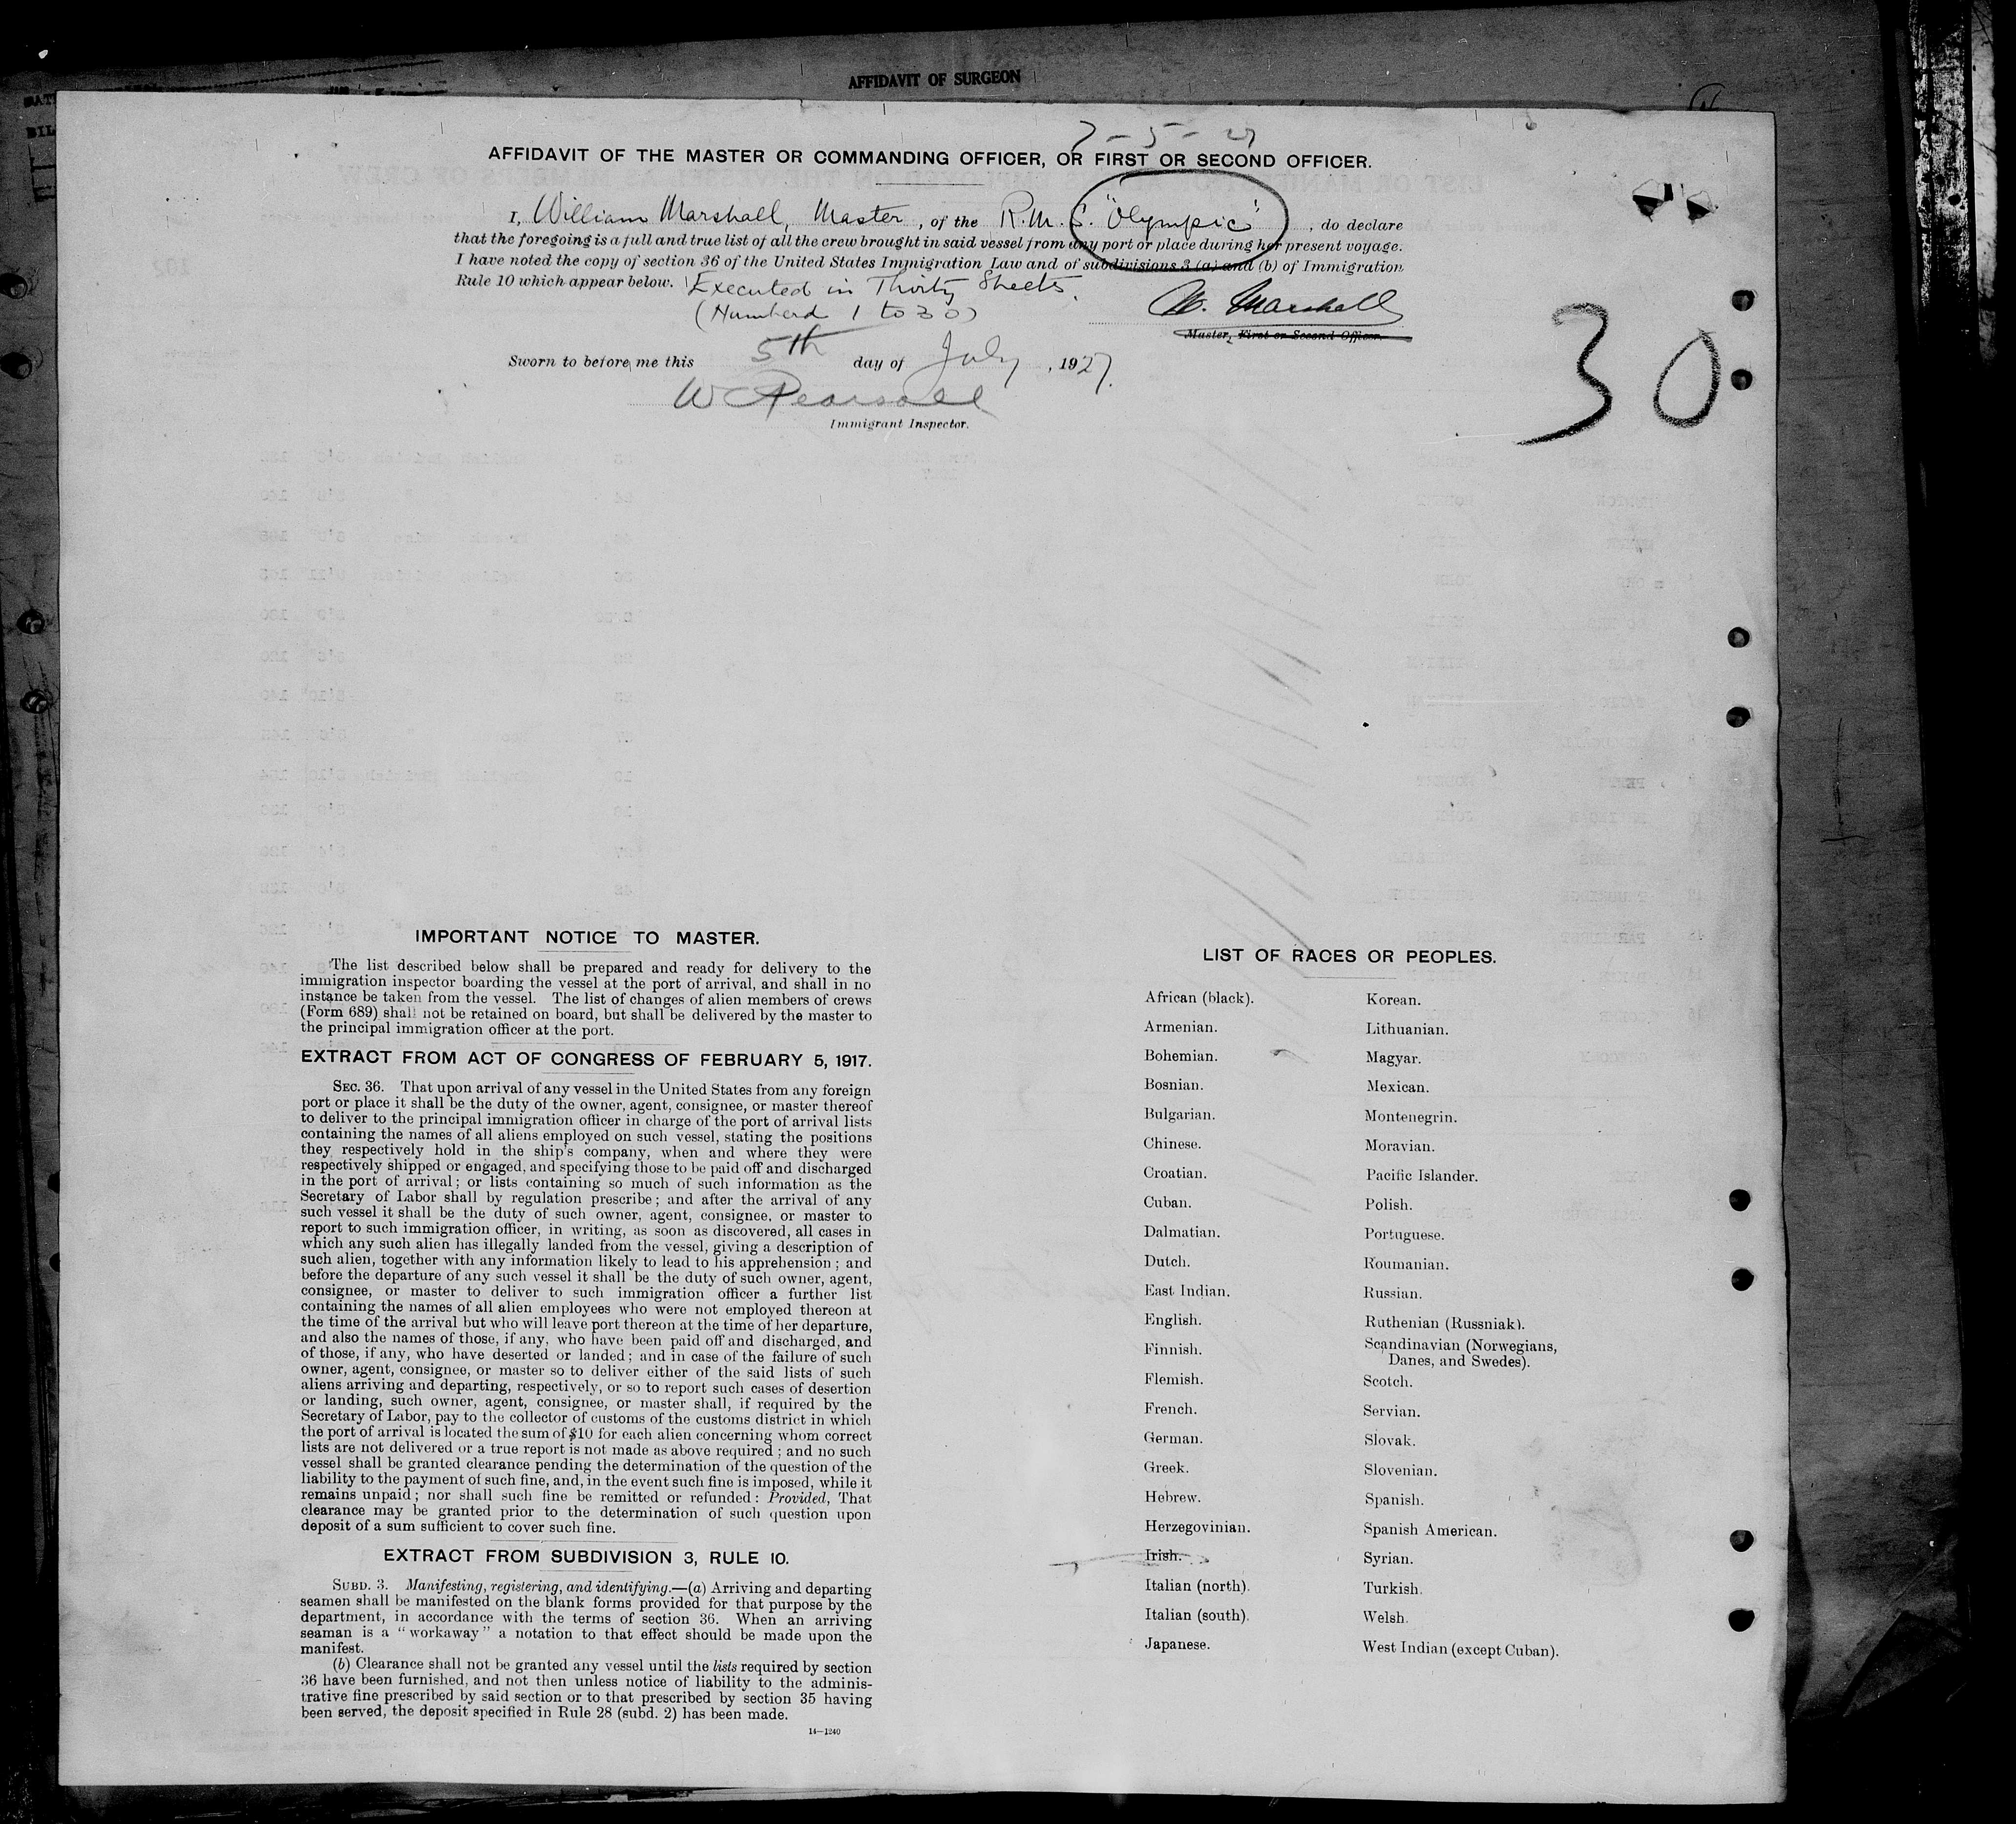 AFFIDAVIT OF SURGEON
7-5-27
AFFIDAVIT OF THE MASTER OR COMMANDING OFFICER, OR FIRST OR SECOND OFFICER.
I, William Marshall, Master, of the R.M.S. "Olympic", do declare
that the foregoing is a full and true list of all the crew brought in said vessel from any port or place during her present voyage.
I have noted the copy of section 36 of the United States Immigration Law and of subdivisions 3 (a) and (b) of Immigration
Rule 10 which appear below. Executed in Thirty Sheets.
(Numberd 1 to 30)
W. Marshall
Master, First or Second Officer.
30
Sworn to before me this 5th day of July, 1927.
W C Pearsall
Immigrant Inspector.
IMPORTANT NOTICE TO MASTER.
The list described below shall be prepared and ready for delivery to the
immigration inspector boarding the vessel at the port of arrival, and shall in no
instance be taken from the vessel. The list of changes of alien members of crews
(Form 689) shall not be retained on board, but shall be delivered by the master to
the principal immigration officer at the port.
EXTRACT FROM ACT OF CONGRESS OF FEBRUARY 5, 1917.
SEC. 36. That upon arrival of any vessel in the United States from any foreign
port or place it shall be the duty of the owner, agent, consignee, or master thereof
to deliver to the principal immigration officer in charge of the port of arrival lists
containing the names of all aliens employed on such vessel, stating the positions
they respectively hold in the ship's company, when and where they were
respectively shipped or engaged, and specifying those to be paid off and discharged
in the port of arrival; or lists containing so much of such information as the
Secretary of Labor shall by regulation prescribe; and after the arrival of any
such vessel it shall be the duty of such owner, agent, consignee, or master to
report to such immigration officer, in writing, as soon as discovered, all cases in
which any such alien has illegally landed from the vessel, giving a description of
such alien, together with any information likely to lead to his apprehension; and
before the departure of any such vessel it shall be the duty of such owner, agent,
consignee, or master to deliver to such immigration officer a further list
containing the names of all alien employees who were not employed thereon at
the time of the arrival but who will leave port thereon at the time of her departure,
and also the names of those, if any, who have been paid off and discharged, and
of those, if any, who have deserted or landed; and in case of the failure of such
owner, agent, consignee, or master so to deliver either of the said lists of such
aliens arriving and departing, respectively, or so to report such cases of desertion
or landing, such owner, agent, consignee, or master shall, if required by the
Secretary of Labor, pay to the collector of customs of the customs district in which
the port of arrival is located the sum of $10 for each alien concerning whom correct
lists are not delivered or a true report is not made as above required; and no such
vessel shall be granted clearance pending the determination of the question of the
liability to the payment of such fine, and, in the event such fine is imposed, while it
remains unpaid; nor shall such fine be remitted or refunded: Provided, That
clearance may be granted prior to the determination of such question upon
deposit of a sum sufficient to cover such fine.
EXTRACT FROM SUBDIVISION 3, RULE 10.
SUBD. 3. Manifesting, registering, and identifying.—(a) Arriving and departing
seamen shall be manifested on the blank forms provided for that purpose by the
department, in accordance with the terms of section 36. When an arriving
seaman is a "workaway" a notation to that effect should be made upon the
manifest.
(b) Clearance shall not be granted any vessel until the lists required by section
36 have been furnished, and not then unless notice of liability to the adminis-
trative fine prescribed by said section or to that prescribed by section 35 having
been served, the deposit specified in Rule 28 (subd. 2) has been made.
14—1240
LIST OF RACES OR PEOPLES.
African (black).
Armenian.
Bohemian.
Bosnian.
Bulgarian.
Chinese.
Croatian.
Cuban.
Dalmatian.
Dutch.
East Indian.
English.
Finnish.
Flemish.
French.
German.
Greek.
Hebrew.
Herzegovinian.
Irish.
Italian (north).
Italian (south).
Japanese.
Korean.
Lithuanian.
Magyar.
Mexican.
Montenegrin.
Moravian.
Pacific Islander.
Polish.
Portuguese.
Roumanian.
Russian.
Ruthenian (Russniak).
Scandinavian (Norwegians,
Danes, and Swedes).
Scotch.
Servian.
Slovak.
Slovenian.
Spanish.
Spanish American.
Syrian.
Turkish.
Welsh.
West Indian (except Cuban).